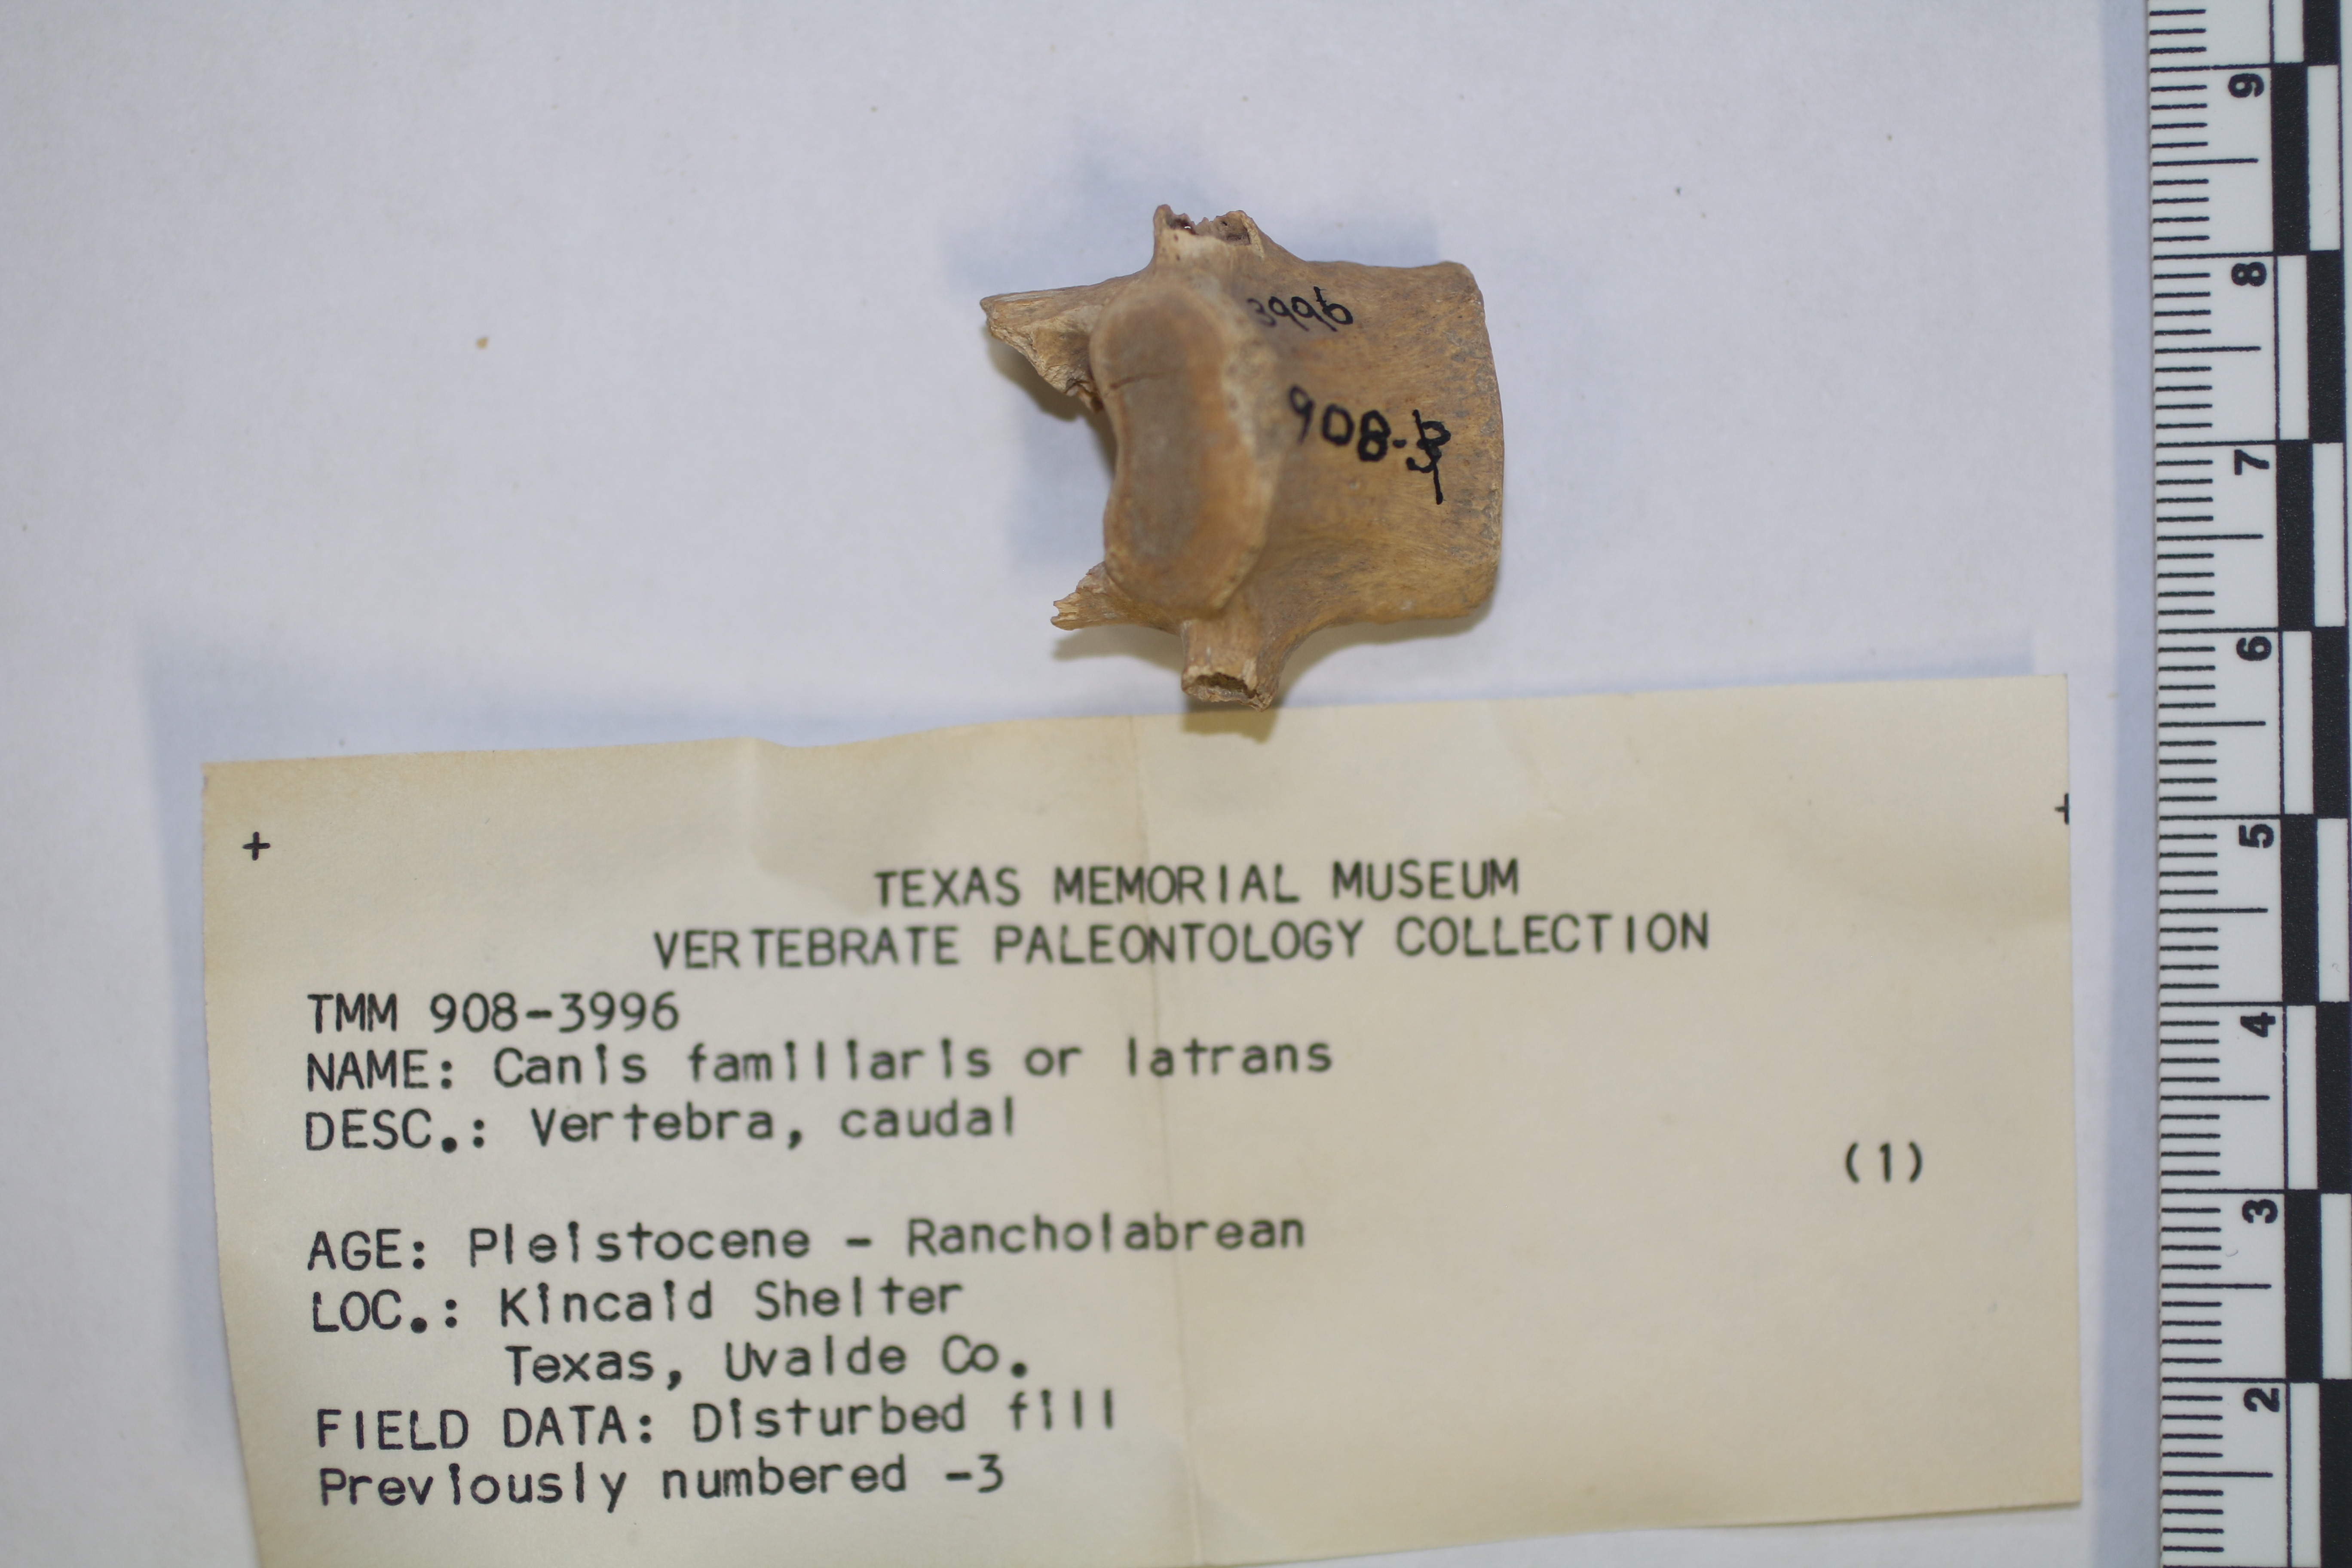 9
8
7
6
5
4
3
2
3996
908-3
TEXAS MEMORIAL MUSEUM
VERTEBRATE PALEONTOLOGY COLLECTION
TMM 908-3996
NAME: Canis familiaris or latrans
DESC.: Vertebra, caudal
(1)
AGE: Pleistocene - Rancholabrean
LOC.: Kincaid Shelter
Texas, Uvalde Co.
FIELD DATA: Disturbed fill
Previously numbered -3